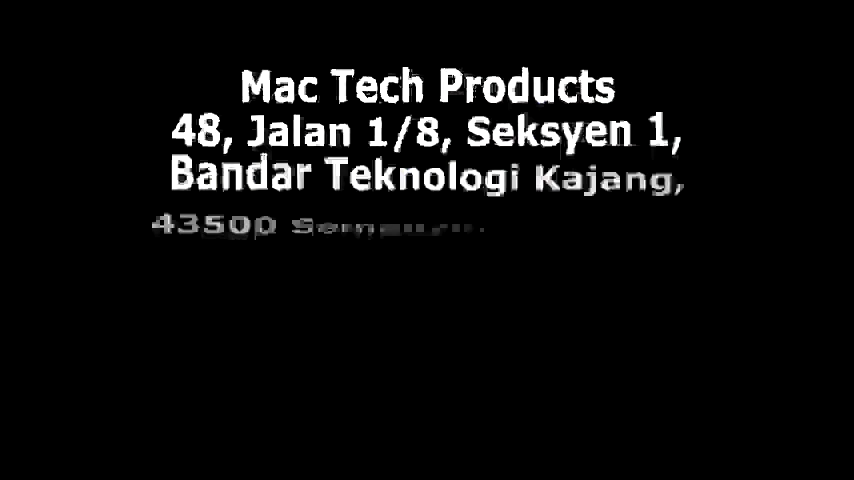 Mac Tech Products
48, Jalan 1/8, Seksyen 1,
Bandar Teknologi Kajang,
43500